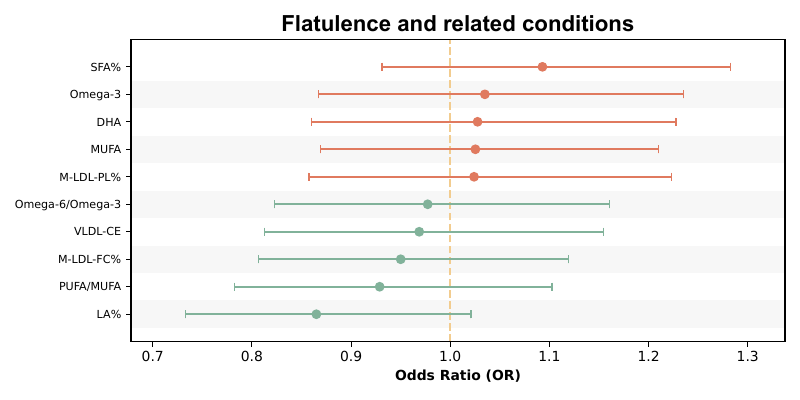 Flatulence and related conditions
SFA%
Omega-3
DHA
MUFA
M-LDL-PL%
Omega-6/Omega-3
VLDL-CE
M-LDL-FC%
PUFA/MUFA
LA%
0.7 0.8 0.9 1.0 1.1 1.2 1.3
Odds Ratio (OR)